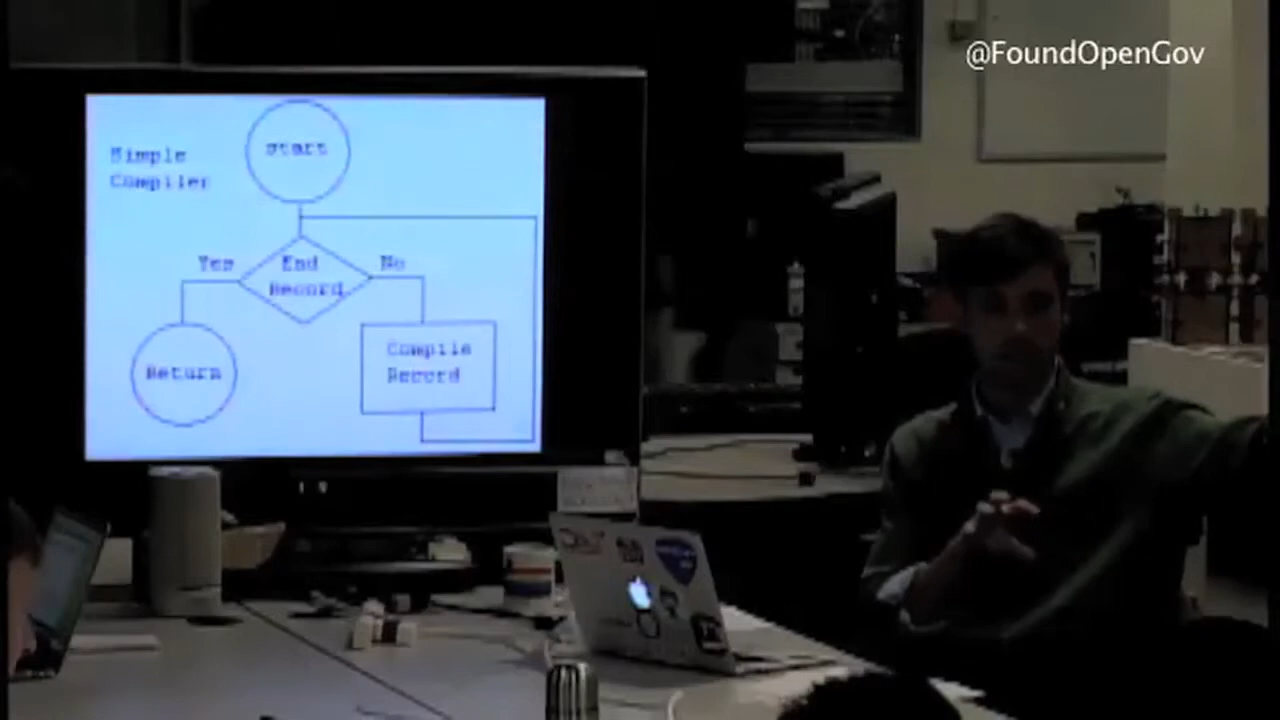 @FoundOpenGov
Simple
Compiler
start
Yes
End
Record
No
Return
Compile
Record